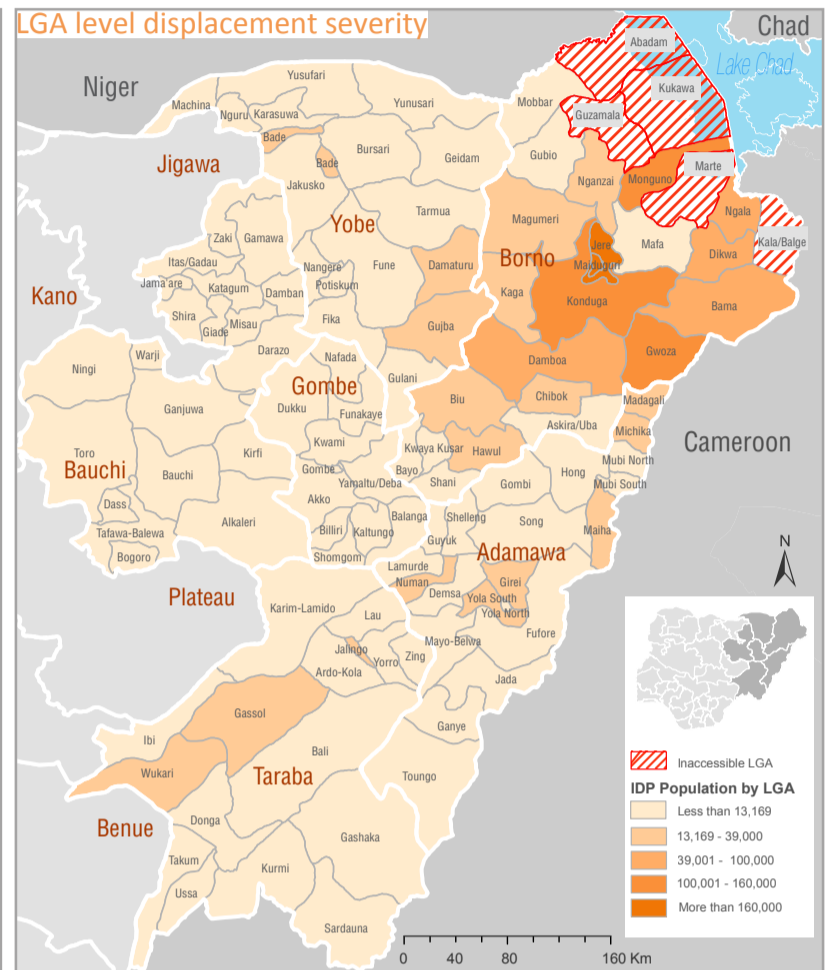 LGA level displacement severity
Chad
Abadam
Lake Chad
Niger
Yusufari
Kukawa
Machina
Yunusari
Mobbar
Nguru
Karasuwa
Guzamala
Bade
Bursari
Geidam
Gubio
Marte
Jigawa
Bade
Nganzai
Monguno
Jakusko
Tarmua
Magumeri
Ngala
Yobe
Zaki
Gamawa
Jere
Mafa
Kala/Balge
Borno
Dikwa
Itas/Gadau
Nangere
Fune
Damaturu
Maiduguri
Jama'are
Katagum
Damban
Potiskum
Kaga
Kano
Konduga
Bama
Shira
Misau
Fika
Gujba
Giade
Darazo
Warji
Nafada
Damboa
Gwoza
Ningi
Gombe
Gulani
Ganjuwa
Dukku
Funakaye
Biu
Chibok
Madagali
Askira/Uba
Michika
Cameroon
Kwami
Toro
Kirfi
Kwaya Kusar
Hawul
Mubi North
Bauchi
Bauchi
Gombe
Bayo
Hong
Yamaltu/Deba
Shani
Gombi
Mubi South
Dass
Akko
Tafawa-Balewa
Alkaleri
Balanga
Shelleng
Song
Maiha
Billiri
Kaltungo
Guyuk
Bogoro
Shomgom
Adamawa
N
Lamurde
Numan
Girei
Plateau
Demsa
Yola South
Karim-Lamido
Yola North
Lau
Fufore
Mayo-Belwa
Jalingo
Yorro
Zing
Ardo-Kola
Jada
Gassol
Ganye
Ibi
Bali
Wukari
Taraba
Toungo
Inaccessible LGA
IDP Population by LGA
Benue
Donga
Less than 13,169
Gashaka
13,169 - 39,000
Takum
Kurmi
39,001 - 100,000
Ussa
100,001 - 160,000
More than 160,000
Sardauna
0 40 80 160 Km